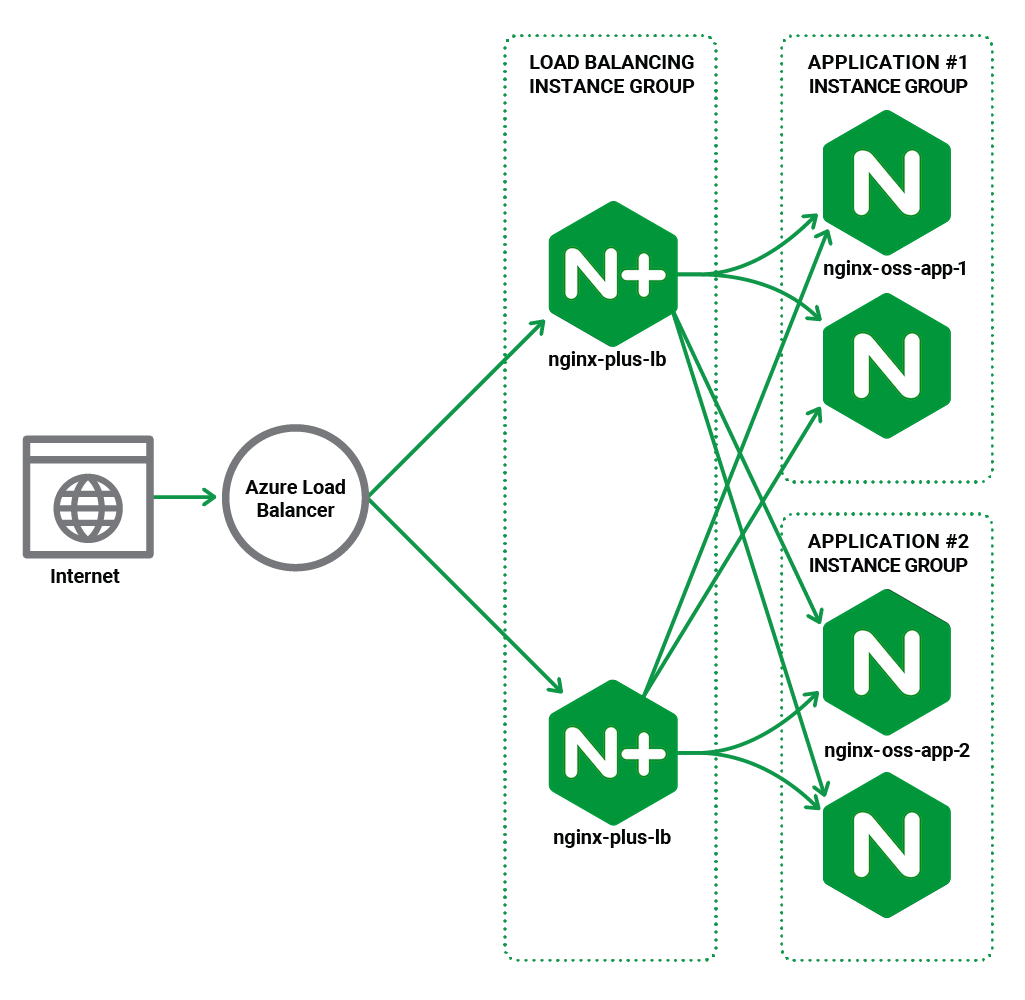 LOAD BALANCING
INSTANCE GROUP
APPLICATION #1
INSTANCE GROUP
N
N+
nginx-oss-app-1
nginx-plus-lb
N
Internet
Azure Load
Balancer
APPLICATION #2
INSTANCE GROUP
N
N+
nginx-oss-app-2
nginx-plus-lb
N